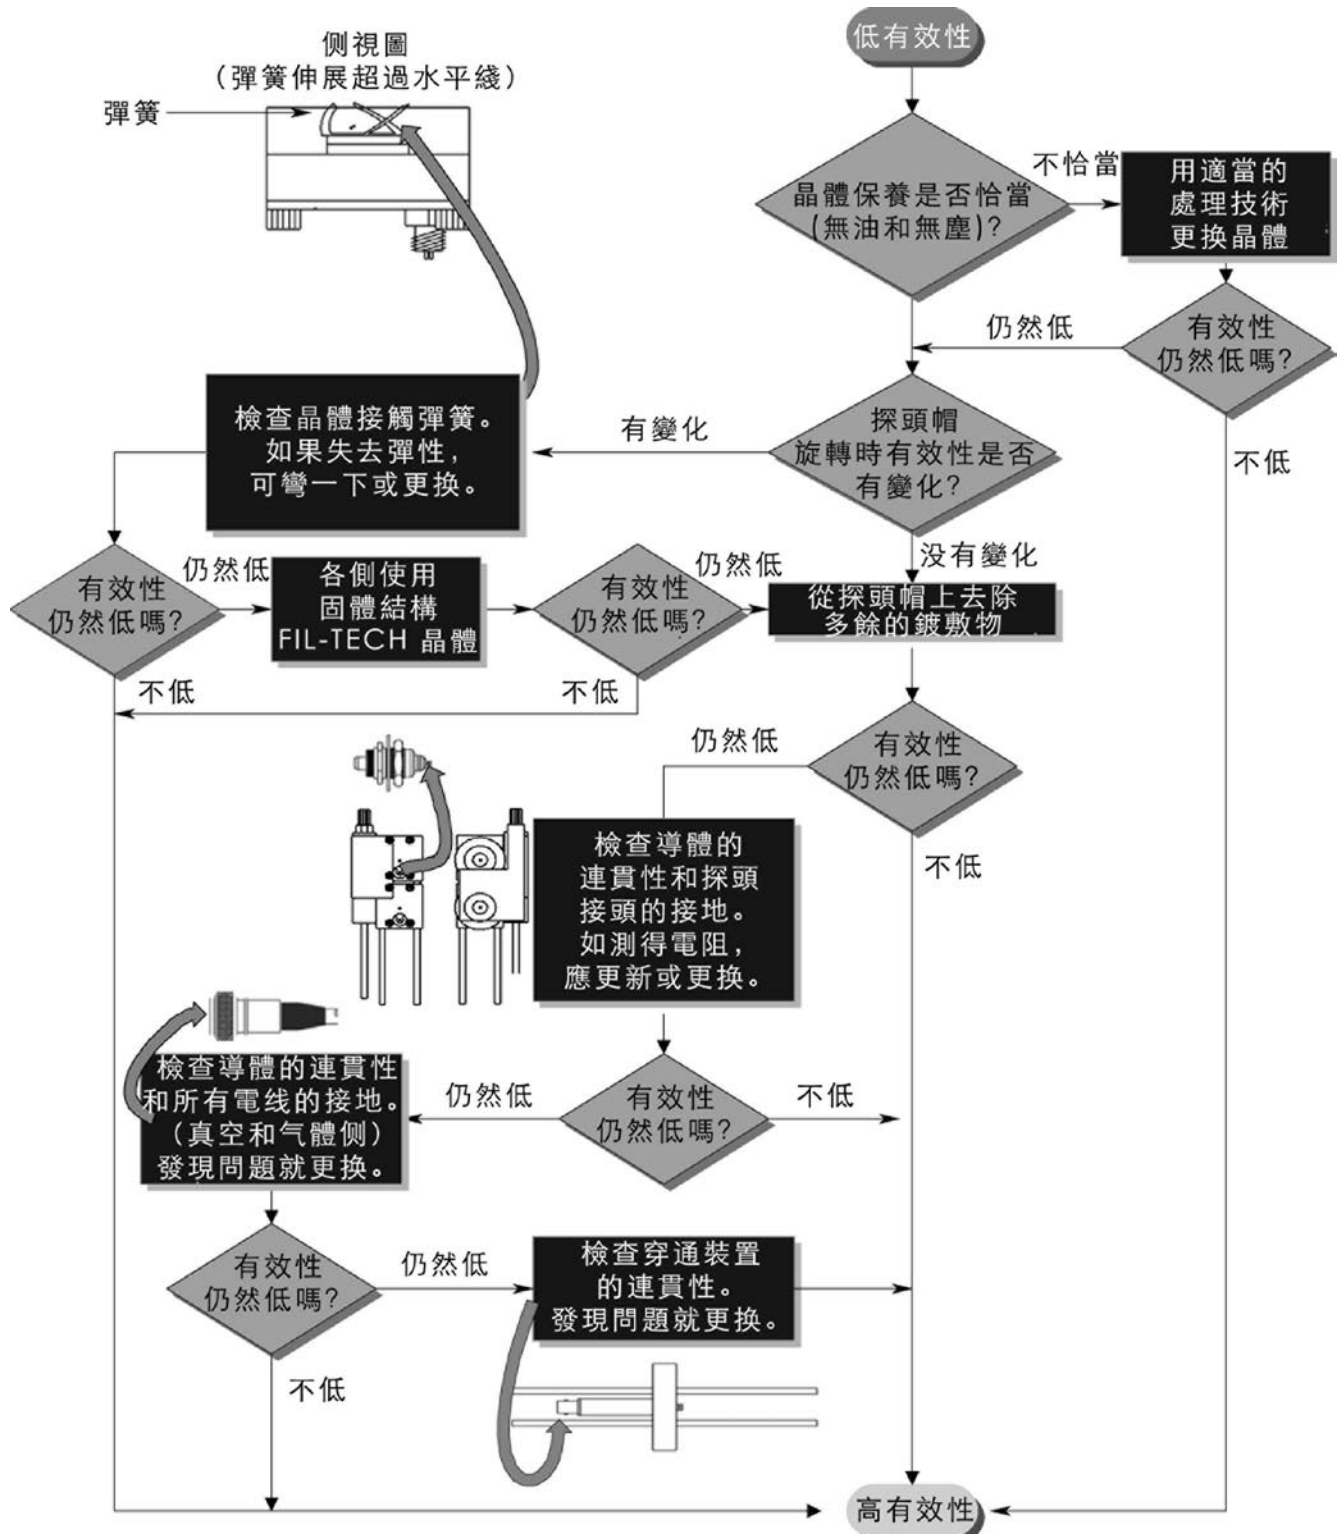 低有效性
侧視圖
（彈簧伸展超過水平綫）
彈簧
晶體保養是否恰當
(無油和無塵)?
不恰當
用適當的
處理技術
更换晶體
有效性
仍然低嗎?
仍然低
不低
探頭帽
旋轉時有效性是否
有變化?
有變化
檢查晶體接觸彈簧。
如果失去彈性，
可彎一下或更换。
没有變化
有效性
仍然低嗎?
仍然低
各側使用
固體結構
FIL-TECH 晶體
有效性
仍然低嗎?
仍然低
從探頭帽上去除
多餘的鍍敷物
不低
不低
有效性
仍然低嗎?
仍然低
不低
檢查導體的
連貫性和探頭
接頭的接地。
如測得電阻，
應更新或更换。
有效性
仍然低嗎?
仍然低
不低
檢查導體的連貫性
和所有電线的接地。
（真空和气體侧）
發現問題就更换。
有效性
仍然低嗎?
仍然低
檢查穿通裝置
的連貫性。
發現問題就更换。
不低
高有效性